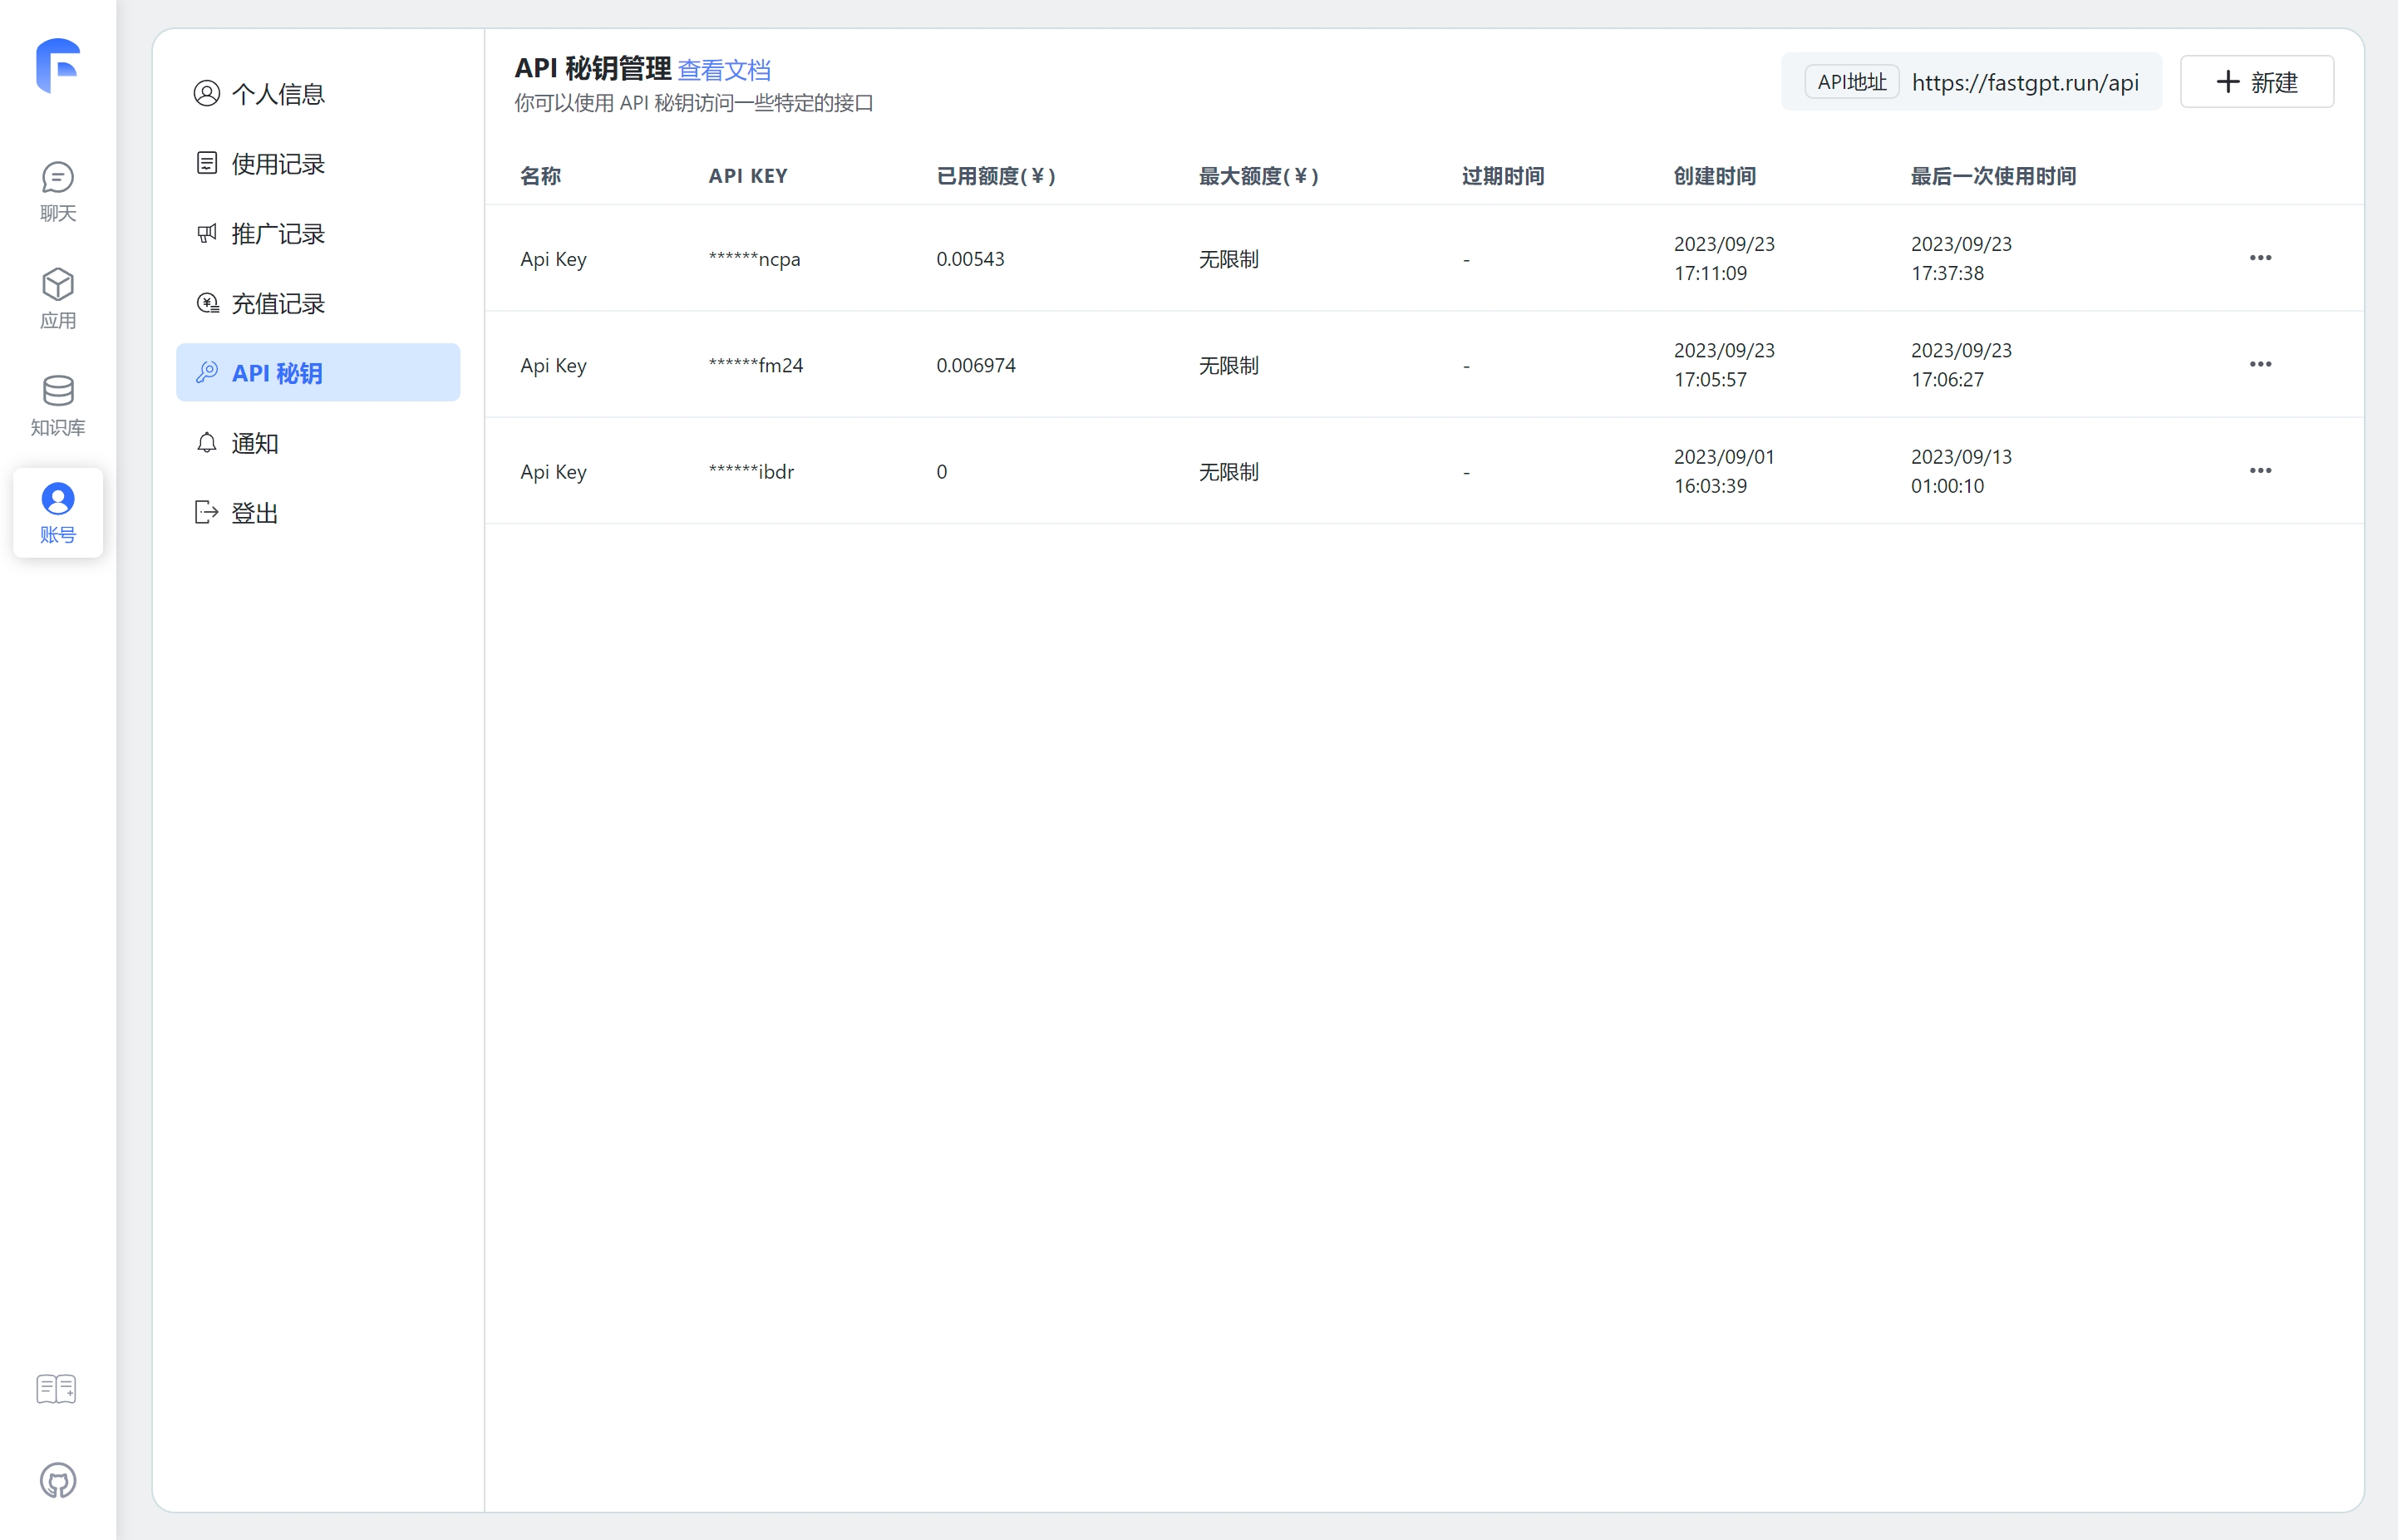 聊天
应用
知识库
账号
个人信息
使用记录
推广记录
充值记录
API 秘钥
通知
登出
API 秘钥管理 查看文档
你可以使用 API 秘钥访问一些特定的接口
API地址 https://fastgpt.run/api
新建
名称 API KEY 已用额度(¥) 最大额度(¥) 过期时间 创建时间 最后一次使用时间
Api Key ******ncpa 0.00543 无限制 - 2023/09/23 17:11:09 2023/09/23 17:37:38
Api Key ******fm24 0.006974 无限制 - 2023/09/23 17:05:57 2023/09/23 17:06:27
Api Key ******ibdr 0 无限制 - 2023/09/01 16:03:39 2023/09/13 01:00:10